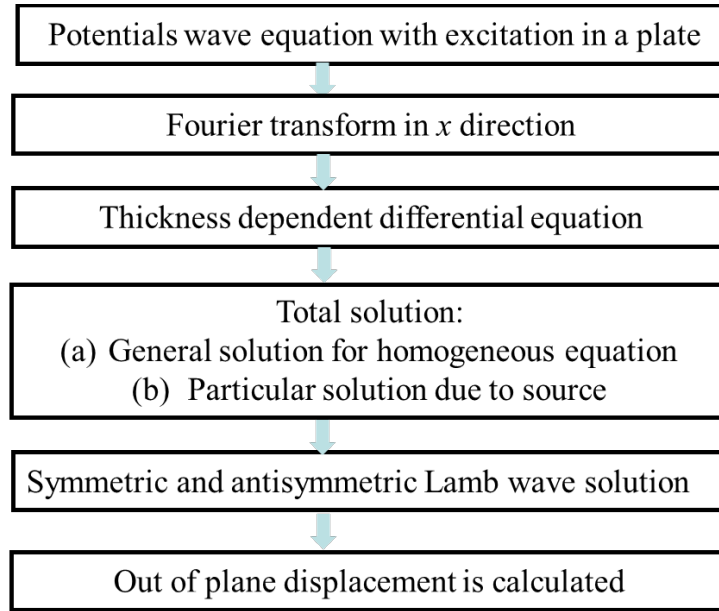 Potentials wave equation with excitation in a plate
Fourier transform in x direction
Thickness dependent differential equation
Total solution:
(a) General solution for homogeneous equation
(b) Particular solution due to source
Symmetric and antisymmetric Lamb wave solution
Out of plane displacement is calculated